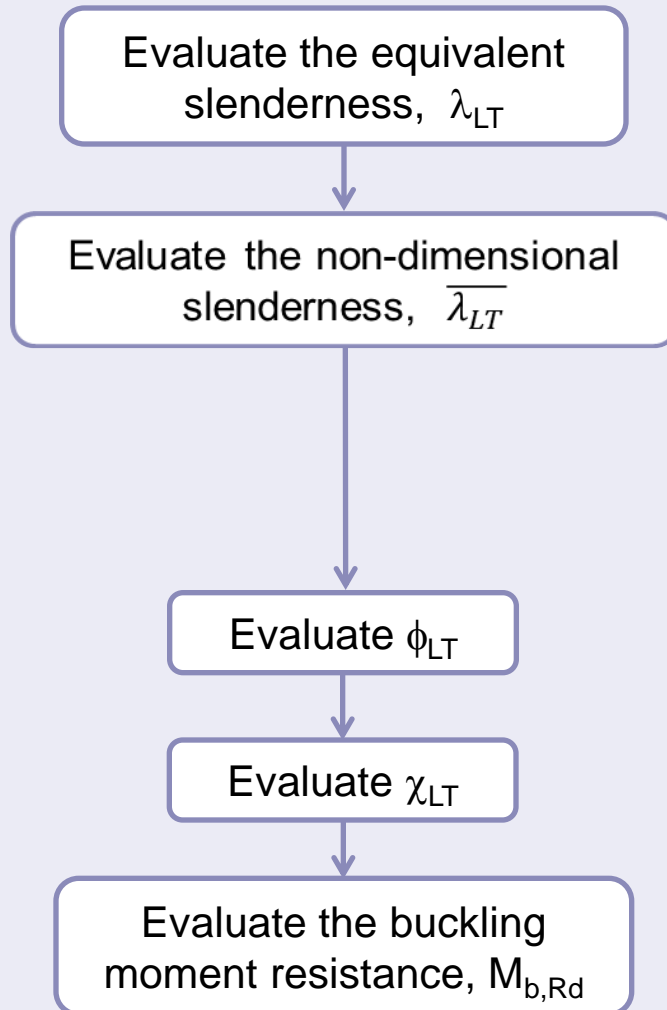 Evaluate the equivalent
slenderness, λLT
Evaluate the non-dimensional
slenderness, λ̅L̅T̅
Evaluate ϕLT
Evaluate χLT
Evaluate the buckling
moment resistance, Mb,Rd